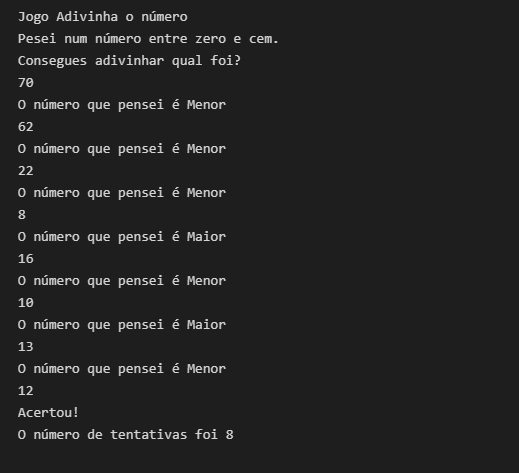 Jogo Adivinha o número
Pesei num número entre zero e cem.
Consegues adivinhar qual foi?
70
O número que pensei é Menor
62
O número que pensei é Menor
22
O número que pensei é Menor
8
O número que pensei é Maior
16
O número que pensei é Menor
10
O número que pensei é Maior
13
O número que pensei é Menor
12
Acertou!
O número de tentativas foi 8